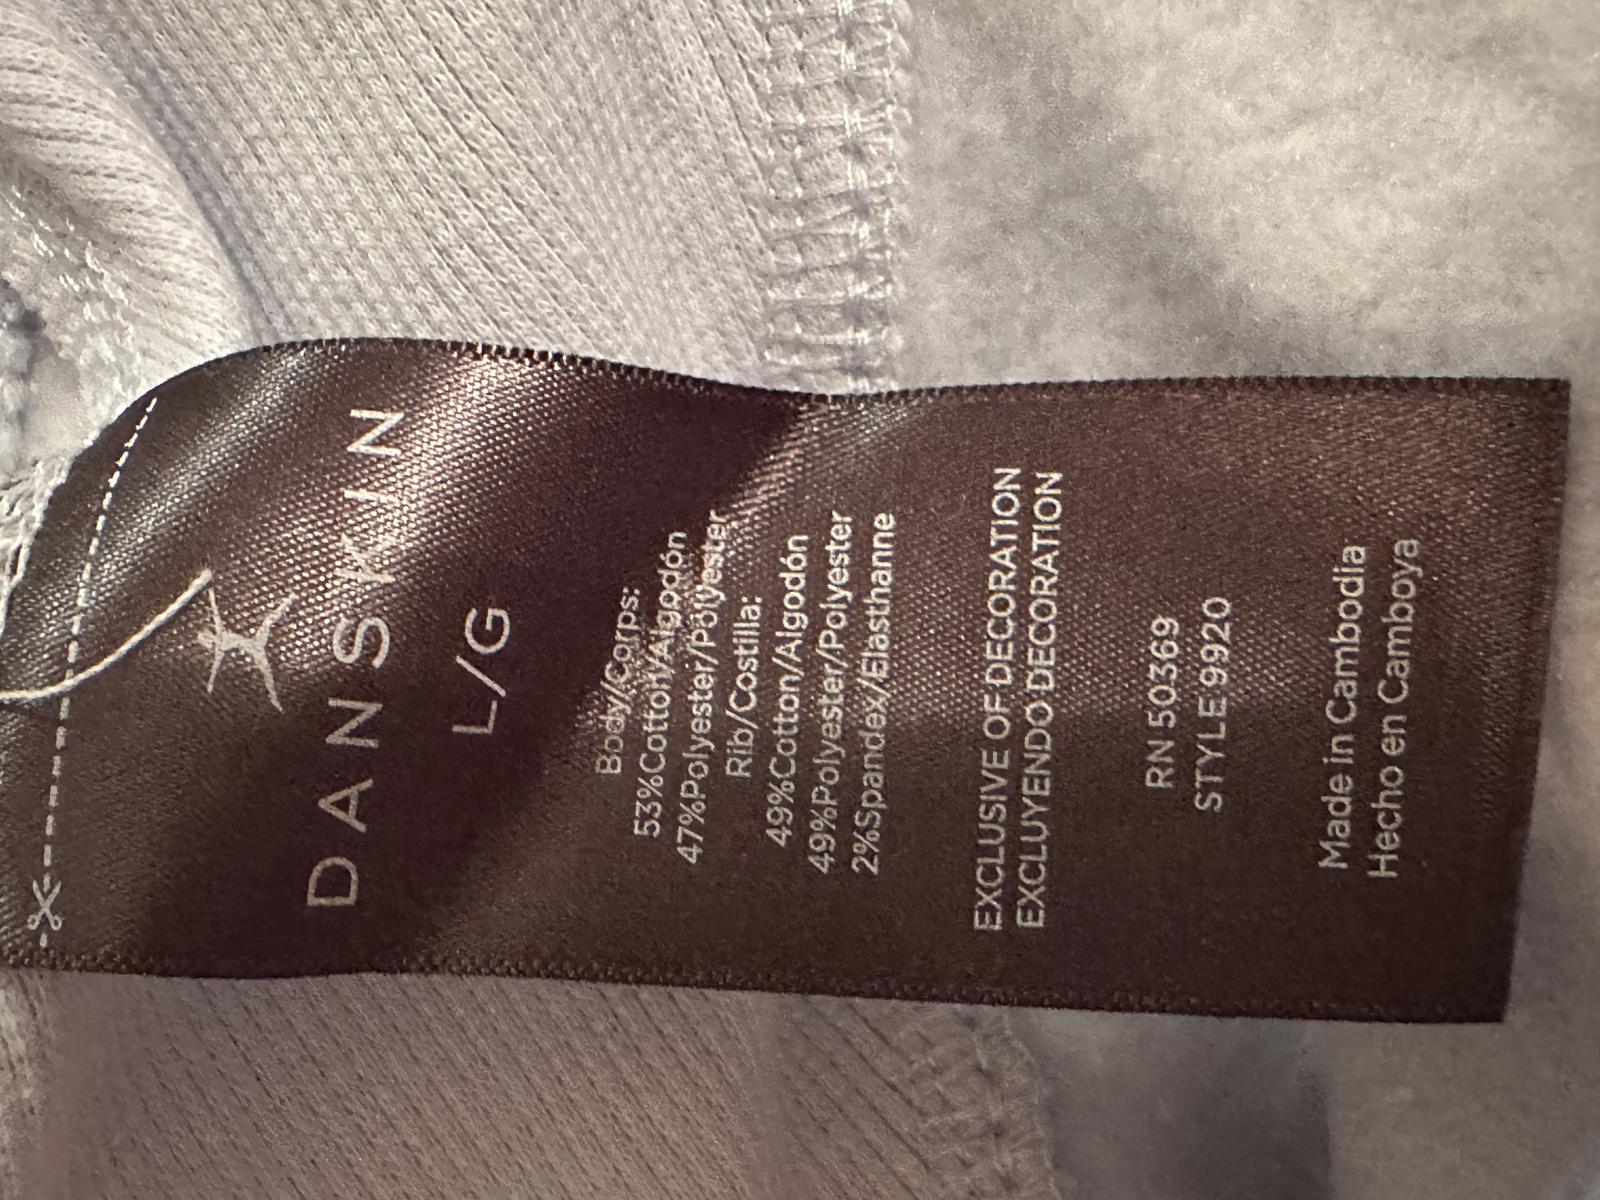 DANSKIN
L/G
Body/Corps:
53%Cotton/Algodón
47%Polyester/Pólyester
Rib/Costilla:
49%Cotton/Algodón
49%Polyester/Polyester
2%Spandex/Elasthanne
EXCLUSIVE OF DECORATION
EXCLUYENDO DECORATION
RN 50369
STYLE 9920
Made in Cambodia
Hecho en Camboya